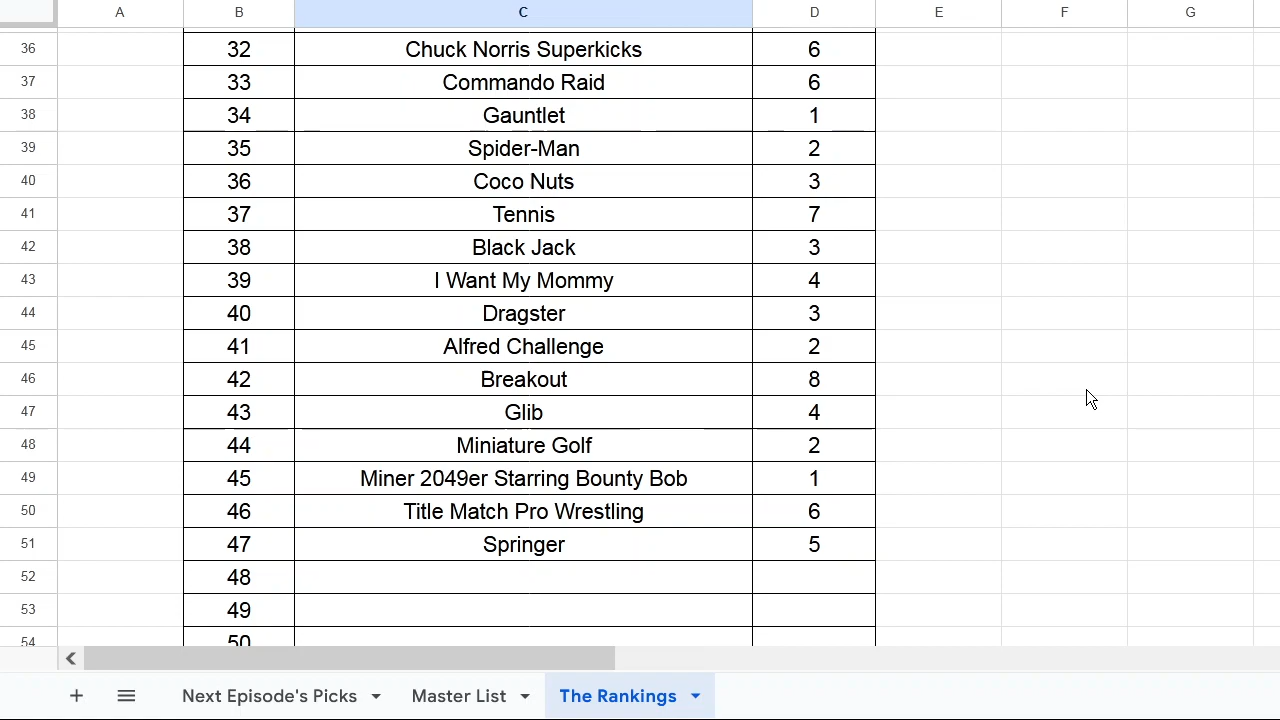 B C D E F G
A
36 32 Chuck Norris Superkicks 6
37 33 Commando Raid 6
38 34 Gauntlet 1
39 35 Spider-Man 2
40 36 Coco Nuts 3
41 37 Tennis 7
42 38 Black Jack 3
43 39 I Want My Mommy 4
44 40 Dragster 3
45 41 Alfred Challenge 2
46 42 Breakout 8
47 43 Glib 4
48 44 Miniature Golf 2
49 45 Miner 2049er Starring Bounty Bob 1
50 46 Title Match Pro Wrestling 6
51 47 Springer 5
52 48
53 49
54 50
Next Episode's Picks Master List The Rankings